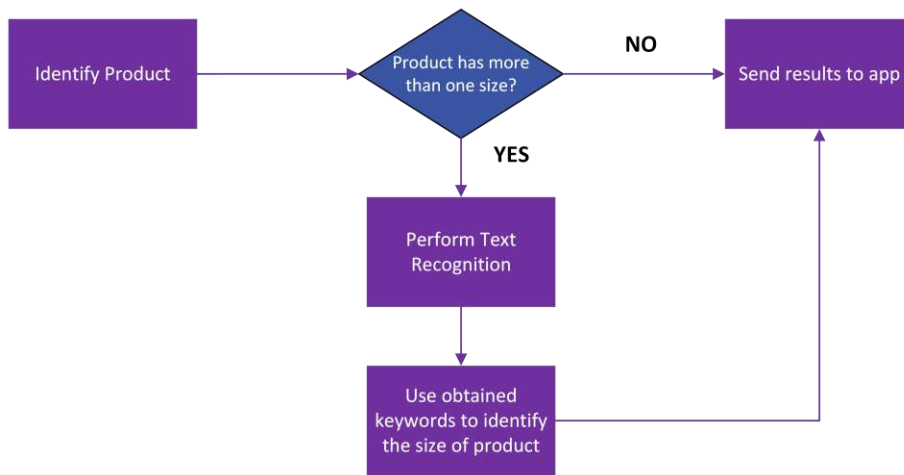 Identify Product
Product has more
than one size?
NO
Send results to app
YES
Perform Text
Recognition
Use obtained
keywords to identify
the size of product